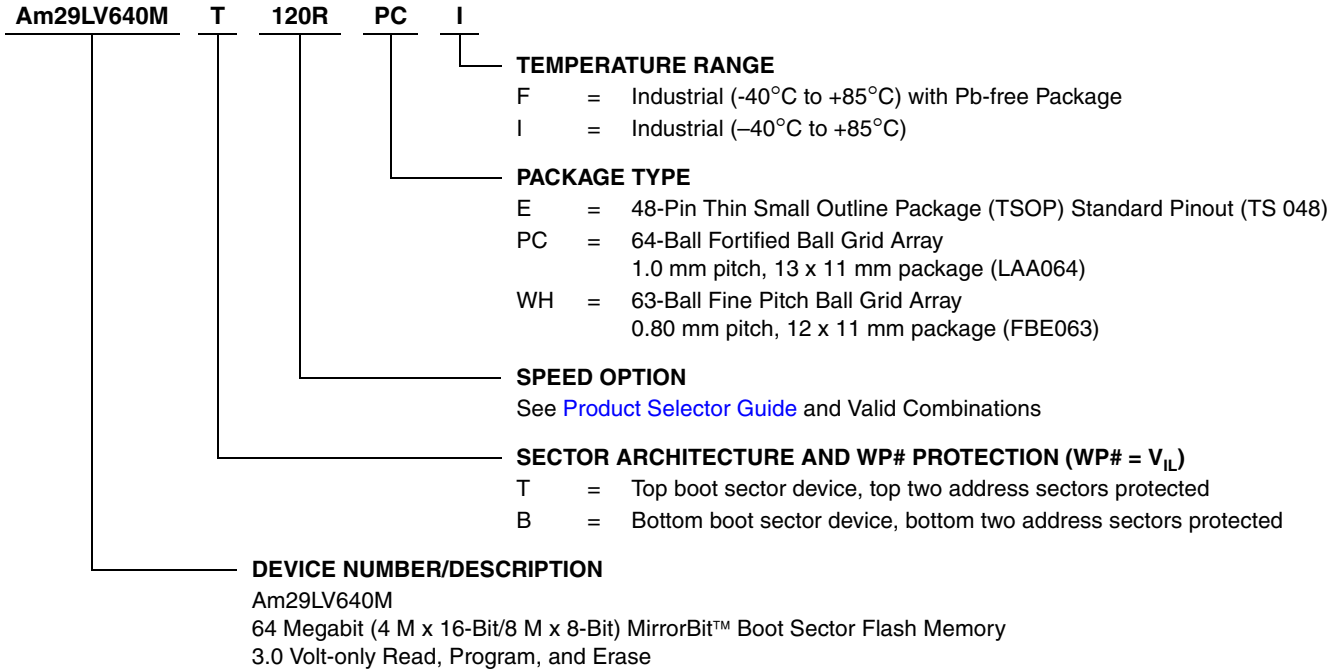 Am29LV640M T 120R PC I
TEMPERATURE RANGE
F = Industrial (-40°C to +85°C) with Pb-free Package
I = Industrial (–40°C to +85°C)
PACKAGE TYPE
E = 48-Pin Thin Small Outline Package (TSOP) Standard Pinout (TS 048)
PC = 64-Ball Fortified Ball Grid Array
1.0 mm pitch, 13 x 11 mm package (LAA064)
WH = 63-Ball Fine Pitch Ball Grid Array
0.80 mm pitch, 12 x 11 mm package (FBE063)
SPEED OPTION
See Product Selector Guide and Valid Combinations
SECTOR ARCHITECTURE AND WP# PROTECTION (WP# = VIL)
T = Top boot sector device, top two address sectors protected
B = Bottom boot sector device, bottom two address sectors protected
DEVICE NUMBER/DESCRIPTION
Am29LV640M
64 Megabit (4 M x 16-Bit/8 M x 8-Bit) MirrorBit™ Boot Sector Flash Memory
3.0 Volt-only Read, Program, and Erase